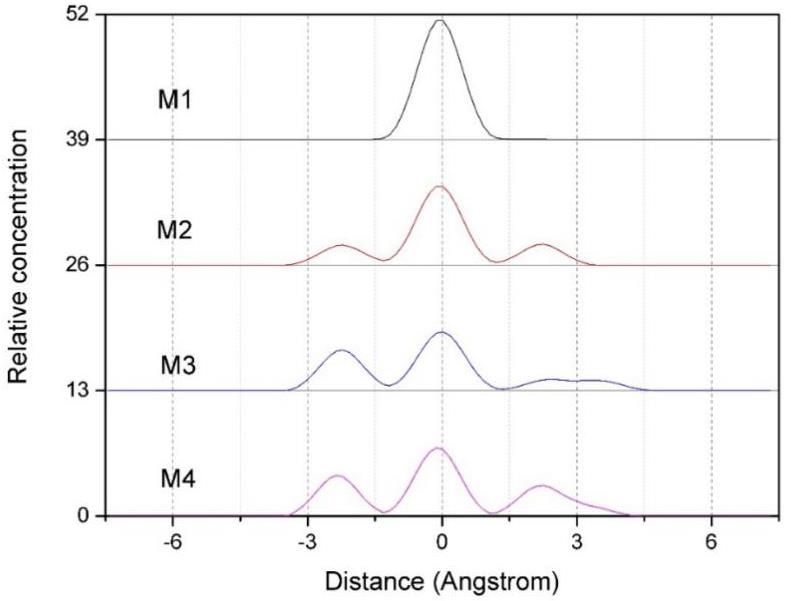 52
M1
39
M2
26
M3
13
M4
0
-6 -3 0 3 6
Distance (Angstrom)
Relative concentration